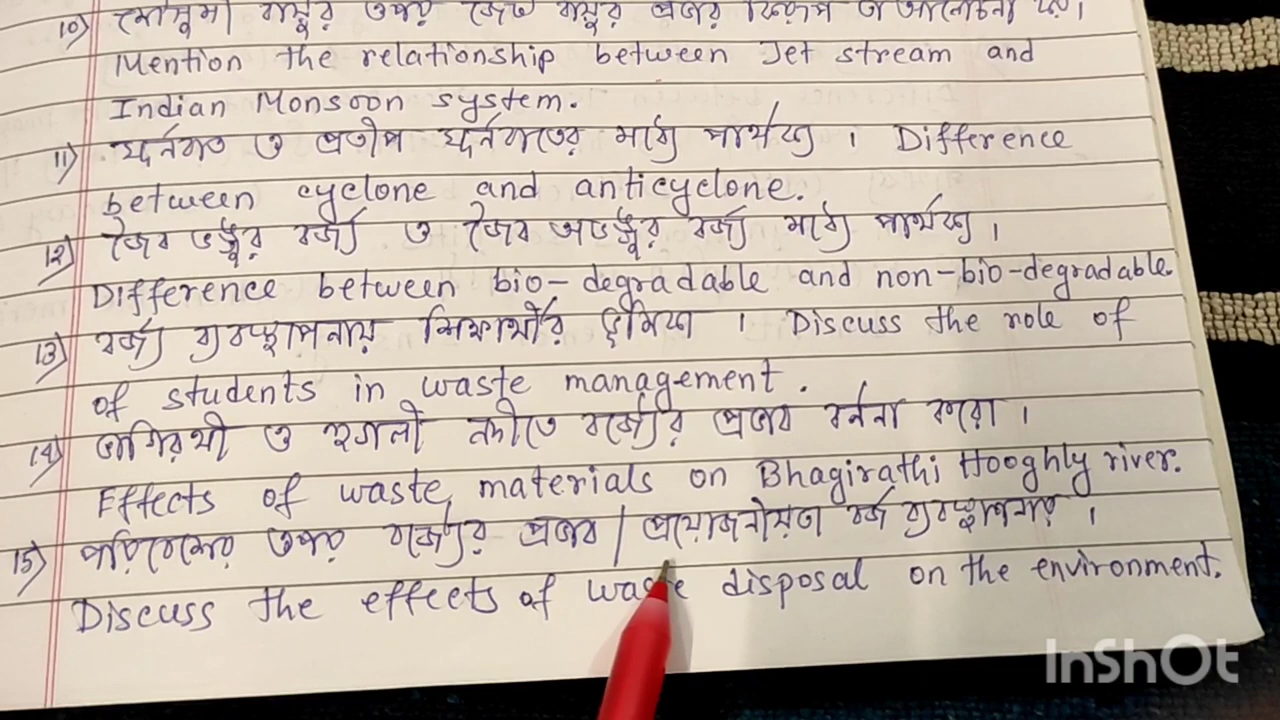 10) মৌসুমী বায়ুর উপর জেট বায়ুর প্রভাব কিরূপ তা আলোচনা কর।
Mention the relationship between Jet stream and
Indian Monsoon system.
11) ঘূর্নবাত ও প্রতীপ ঘূর্নবাতের মধ্যে পার্থক্য । Difference
between cyclone and anticyclone.
12) জৈব ভঙ্গুর বর্জ্য ও জৈব অভঙ্গুর বর্জ্য মধ্যে পার্থক্য ।
Difference between bio-degradable and non-bio-degradable.
13) বর্জ্য ব্যবস্থাপনায় শিক্ষার্থীর ভূমিকা । Discuss the role of
of students in waste management.
14) ভাগিরথী ও হুগলী নদীতে বর্জ্যের প্রভাব বর্ননা করো ।
Effects of waste materials on Bhagirathi Hooghly river.
15) পরিবেশের উপর বর্জ্যের প্রভাব / প্রয়োজনীয়তা বর্জ ব্যবস্থাপনার ।
Discuss the effects of waste disposal on the environment.
InShOt